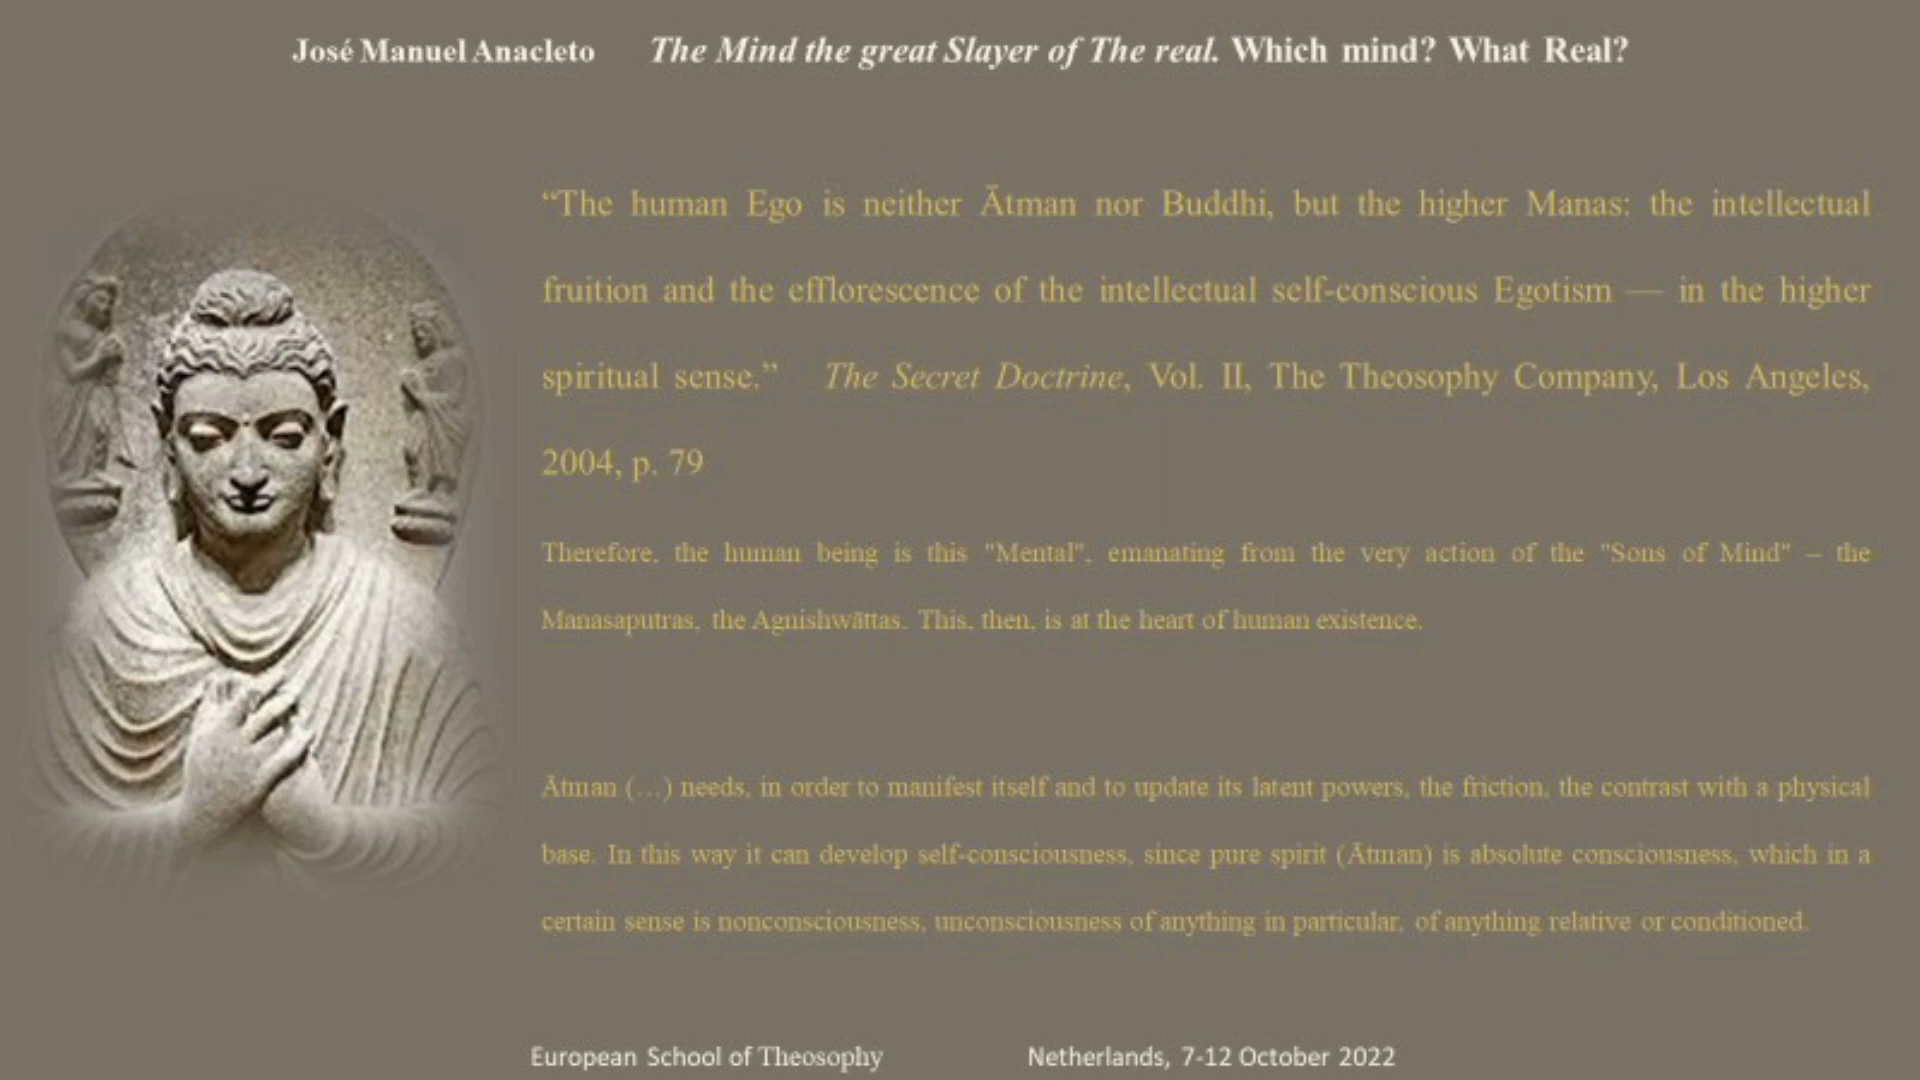 José Manuel Anacleto The Mind the great Slayer of The real. Which mind? What Real?
“The human Ego is neither Ātman nor Buddhi, but the higher Manas: the intellectual
fruition and the efflorescence of the intellectual self-conscious Egotism — in the higher
spiritual sense.” The Secret Doctrine, Vol. II, The Theosophy Company, Los Angeles,
2004, p. 79
Therefore, the human being is this "Mental", emanating from the very action of the "Sons of Mind" – the
Manasaputras, the Agnishwāttas. This, then, is at the heart of human existence.
Ātman (…) needs, in order to manifest itself and to update its latent powers, the friction, the contrast with a physical
base. In this way it can develop self-consciousness, since pure spirit (Ātman) is absolute consciousness, which in a
certain sense is nonconsciousness, unconsciousness of anything in particular, of anything relative or conditioned.
European School of Theosophy Netherlands, 7-12 October 2022